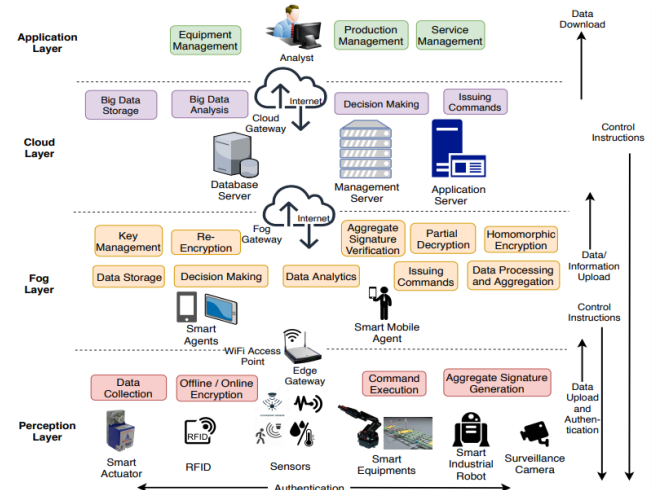 Application
Layer
Equipment
Management
Analyst
Production
Management
Service
Management
Data
Download
Cloud
Layer
Big Data
Storage
Big Data
Analysis
Cloud
Gateway
Internet
Decision Making
Issuing
Commands
Control
Instructions
Database
Server
Management
Server
Application
Server
Fog
Gateway
Internet
Fog
Layer
Key
Management
Re-
Encryption
Aggregate
Signature
Verification
Partial
Decryption
Homomorphic
Encryption
Data/
Information
Upload
Data Storage
Decision Making
Data Analytics
Issuing
Commands
Data Processing
and Aggregation
Control
Instructions
Smart
Agents
Smart Mobile
Agent
WiFi Access
Point
Edge
Gateway
Perception
Layer
Data
Collection
Offline / Online
Encryption
Command
Execution
Aggregate Signature
Generation
Data
Upload
and
Authen-
tication
RFID
Smart
Actuator
RFID
Sensors
Smart
Equipments
Smart
Industrial
Robot
Surveillance
Camera
Authentication